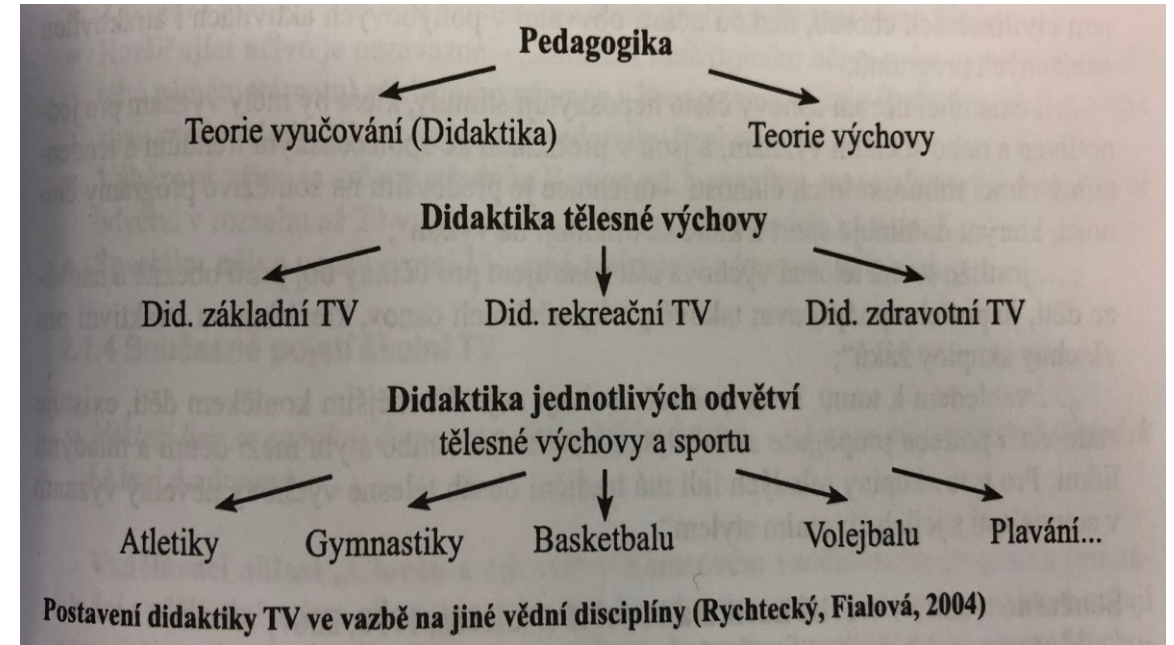 Pedagogika
Teorie vyučování (Didaktika) Teorie výchovy
Didaktika tělesné výchovy
Did. základní TV Did. rekreační TV Did. zdravotní TV
Didaktika jednotlivých odvětví
tělesné výchovy a sportu
Atletiky Gymnastiky Basketbalu Volejbalu Plavání...
Postavení didaktiky TV ve vazbě na jiné vědní disciplíny (Rychtecký, Fialová, 2004)